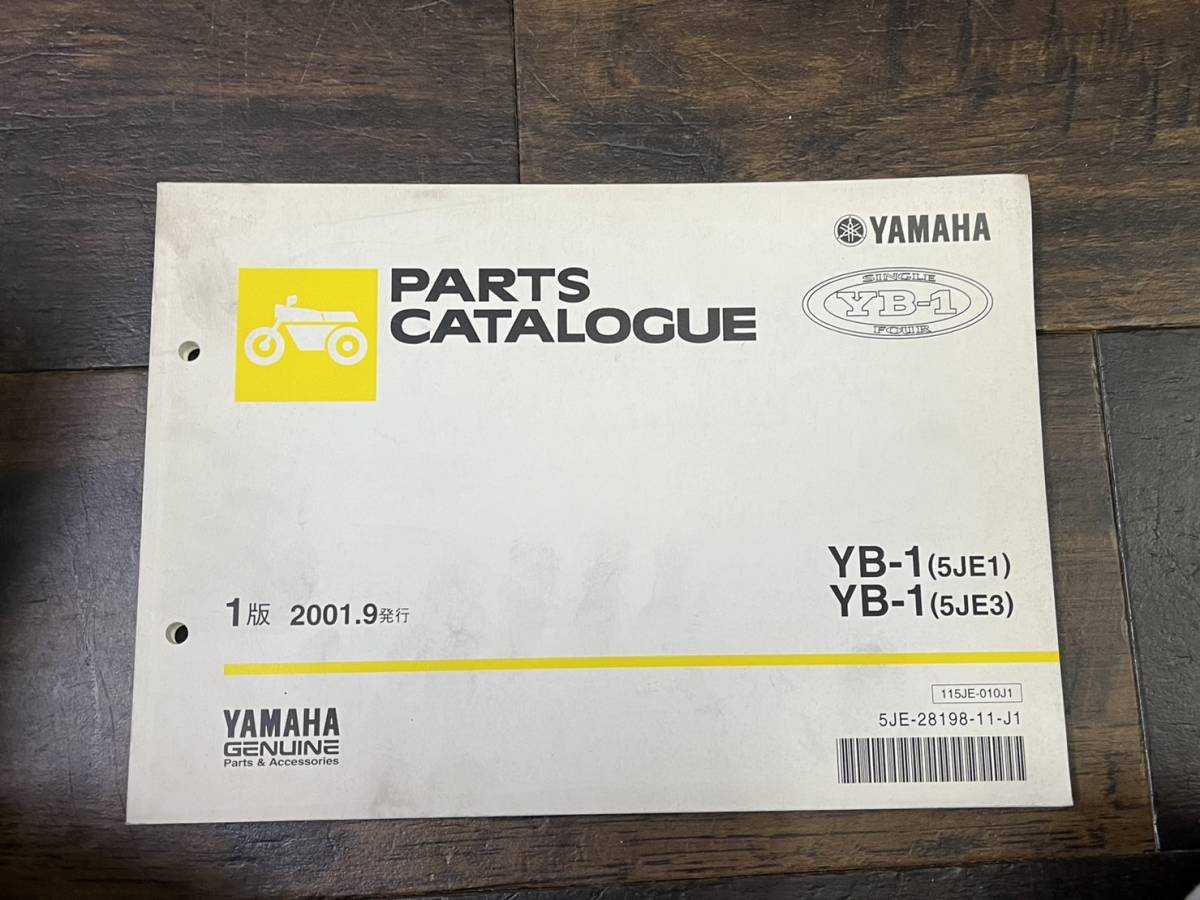 YAMAHA
PARTS
CATALOGUE
SINGLE
YB-1
FOUR
YB-1 (5JE1)
YB-1 (5JE3)
1版 2001.9発行
115JE-010J1
5JE-28198-11-J1
YAMAHA
GENUINE
Parts & Accessories